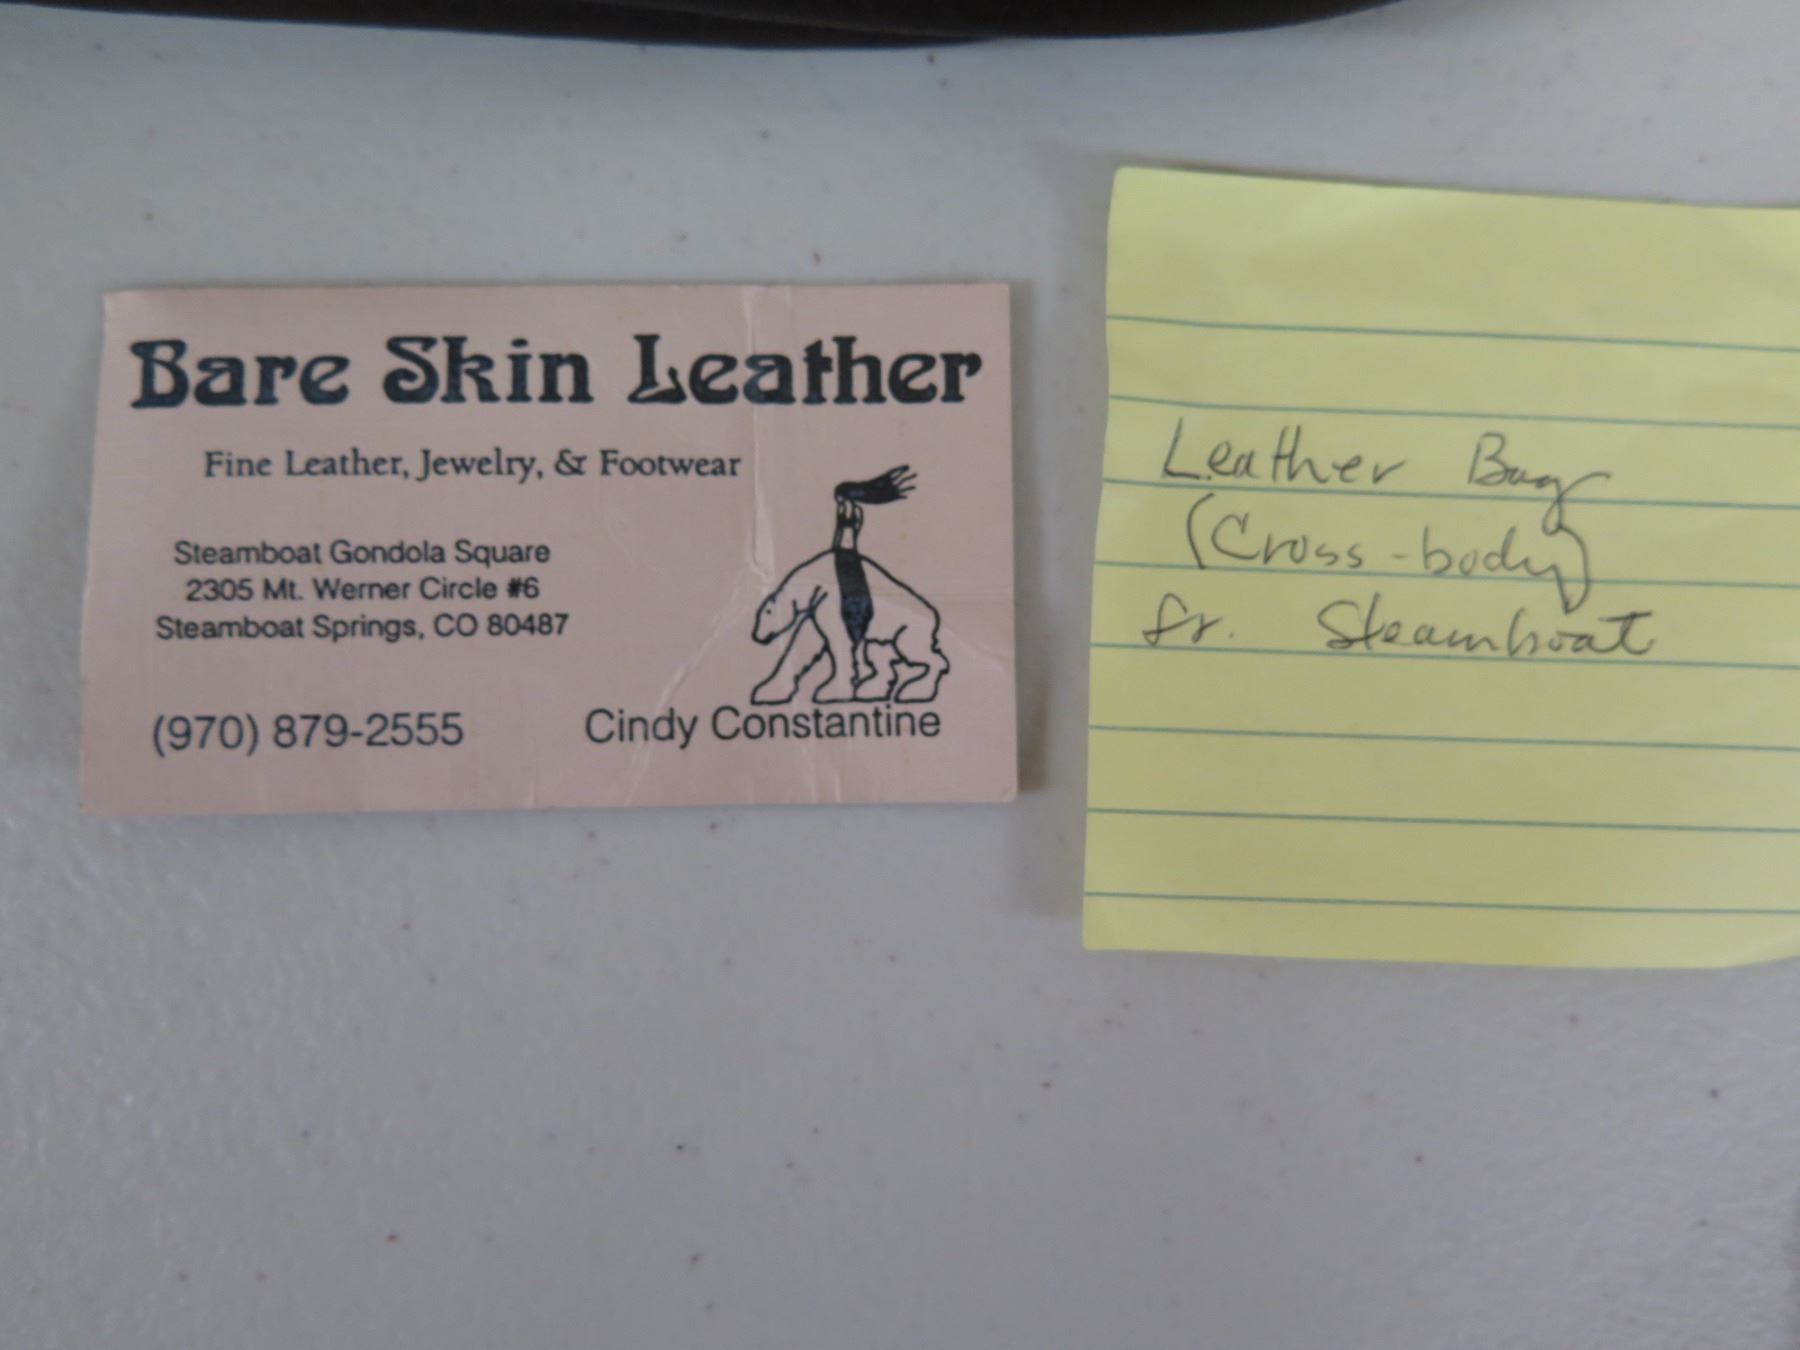 Bare Skin Leather
Fine Leather, Jewelry, & Footwear
Steamboat Gondola Square
2305 Mt. Werner Circle #6
Steamboat Springs, CO 80487
(970) 879-2555
Cindy Constantine
Leather Bag
(Cross-body)
fr. Steamboat